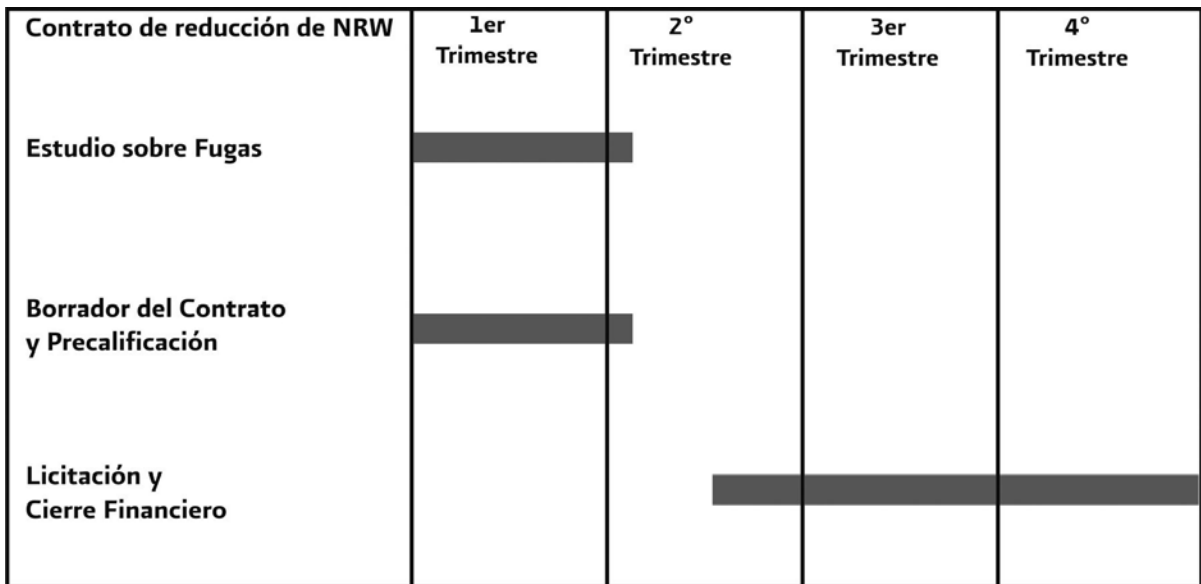 Contrato de reducción de NRW
1er
Trimestre
2°
Trimestre
3er
Trimestre
4°
Trimestre
Estudio sobre Fugas
Borrador del Contrato
y Precalificación
Licitación y
Cierre Financiero